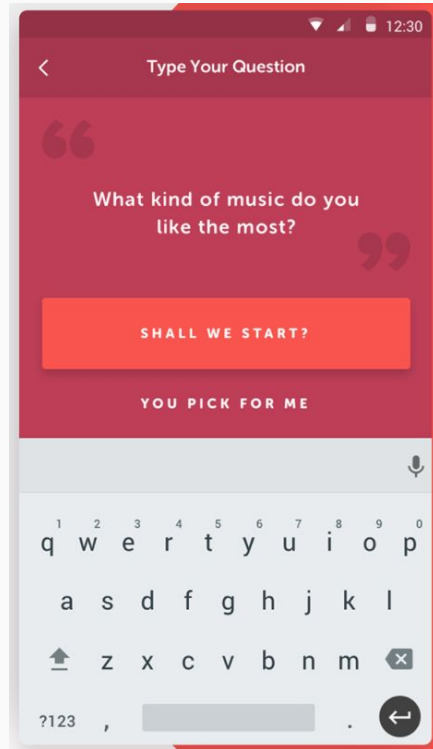 12:30
Type Your Question
What kind of music do you
like the most?
SHALL WE START?
YOU PICK FOR ME
1 2 3 4 5 6 7 8 9 0
q w e r t y u i o p
a s d f g h j k l
z x c v b n m
?123 , .